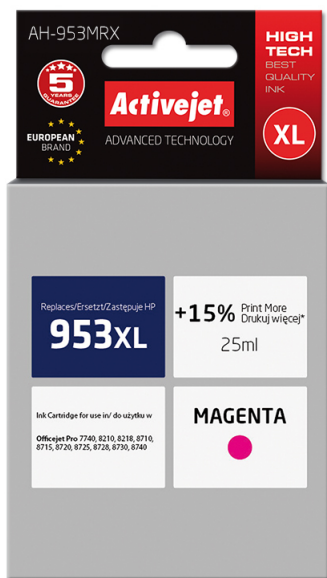 AH-953MRX
HIGH
TECH
BEST
QUALITY
INK
5
YEARS
GUARANTEE
Activejet®
EUROPEAN
BRAND
ADVANCED TECHNOLOGY
XL
Replaces/Ersetzt/Zastępuje HP
953XL
+15% Print More
Drukuj więcej*
25ml
Ink Cartridge for use in/ do użytku w
Officejet Pro 7740, 8210, 8218, 8710,
8715, 8720, 8725, 8728, 8730, 8740
MAGENTA